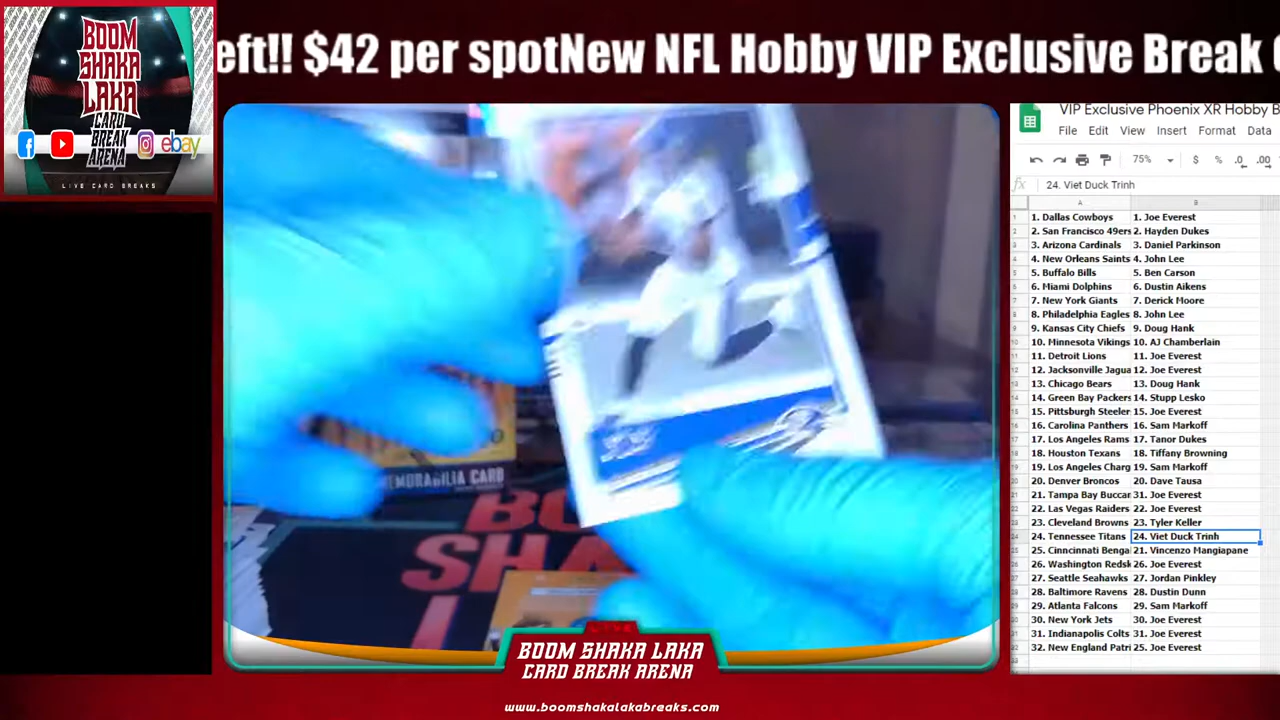 BOOM
SHAKA
LAKA
CARD
BREAK
ARENA
LIVE CARD BREAKS
ebay
eft!! $42 per spotNew NFL Hobby VIP Exclusive Break
MEMORABILIA CARD
BOOM SHAKA LAKA
CARD BREAK ARENA
www.boomshakalakabreaks.com
VIP Exclusive Phoenix XR Hobby B
File Edit View Insert Format Data
75% $ % .0 .00
fx 24. Viet Duck Trinh
A B
1. Dallas Cowboys 1. Joe Everest
2. San Francisco 49ers 2. Hayden Dukes
3. Arizona Cardinals 3. Daniel Parkinson
4. New Orleans Saints 4. John Lee
5. Buffalo Bills 5. Ben Carson
6. Miami Dolphins 6. Dustin Aikens
7. New York Giants 7. Derick Moore
8. Philadelphia Eagles 8. John Lee
9. Kansas City Chiefs 9. Doug Hank
10. Minnesota Vikings 10. AJ Chamberlain
11. Detroit Lions 11. Joe Everest
12. Jacksonville Jagua 12. Joe Everest
13. Chicago Bears 13. Doug Hank
14. Green Bay Packers 14. Stupp Lesko
15. Pittsburgh Steeler 15. Joe Everest
16. Carolina Panthers 16. Sam Markoff
17. Los Angeles Rams 17. Tanor Dukes
18. Houston Texans 18. Tiffany Browning
19. Los Angeles Charg 19. Sam Markoff
20. Denver Broncos 20. Dave Tausa
21. Tampa Bay Buccan 31. Joe Everest
22. Las Vegas Raiders 22. Joe Everest
23. Cleveland Browns 23. Tyler Keller
24. Tennessee Titans 24. Viet Duck Trinh
25. Cinncinnati Benga 21. Vincenzo Mangiapane
26. Washington Redsk 26. Joe Everest
27. Seattle Seahawks 27. Jordan Pinkley
28. Baltimore Ravens 28. Dustin Dunn
29. Atlanta Falcons 29. Sam Markoff
30. New York Jets 30. Joe Everest
31. Indianapolis Colts 31. Joe Everest
32. New England Patri 25. Joe Everest